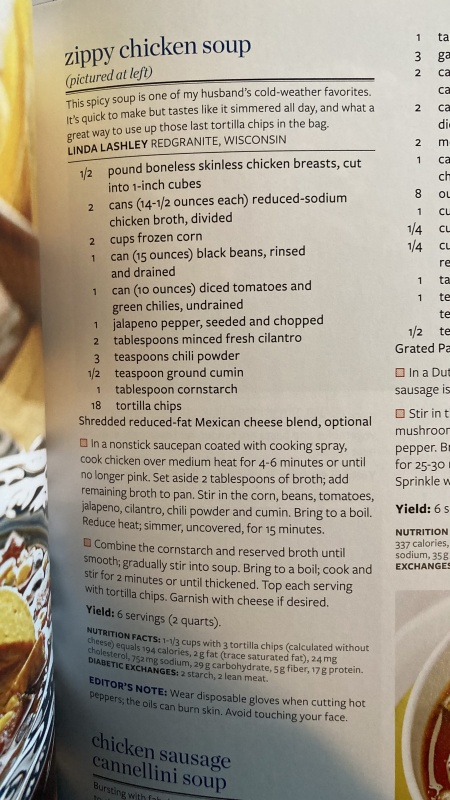 zippy chicken soup
(pictured at left)
This spicy soup is one of my husband's cold-weather favorites.
It's quick to make but tastes like it simmered all day, and what a
great way to use up those last tortilla chips in the bag.
LINDA LASHLEY REDGRANITE, WISCONSIN
1/2 pound boneless skinless chicken breasts, cut
into 1-inch cubes
2 cans (14-1/2 ounces each) reduced-sodium
chicken broth, divided
2 cups frozen corn
1 can (15 ounces) black beans, rinsed
and drained
1 can (10 ounces) diced tomatoes and
green chilies, undrained
1 jalapeno pepper, seeded and chopped
2 tablespoons minced fresh cilantro
3 teaspoons chili powder
1/2 teaspoon ground cumin
1 tablespoon cornstarch
18 tortilla chips
Shredded reduced-fat Mexican cheese blend, optional
In a nonstick saucepan coated with cooking spray,
cook chicken over medium heat for 4-6 minutes or until
no longer pink. Set aside 2 tablespoons of broth; add
remaining broth to pan. Stir in the corn, beans, tomatoes,
jalapeno, cilantro, chili powder and cumin. Bring to a boil.
Reduce heat; simmer, uncovered, for 15 minutes.
Combine the cornstarch and reserved broth until
smooth; gradually stir into soup. Bring to a boil; cook and
stir for 2 minutes or until thickened. Top each serving
with tortilla chips. Garnish with cheese if desired.
Yield: 6 servings (2 quarts).
NUTRITION FACTS: 1-1/3 cups with 3 tortilla chips (calculated without
cheese) equals 194 calories, 2 g fat (trace saturated fat), 24 mg
cholesterol, 752 mg sodium, 29 g carbohydrate, 5 g fiber, 17 g protein.
DIABETIC EXCHANGES: 2 starch, 2 lean meat.
EDITOR'S NOTE: Wear disposable gloves when cutting hot
peppers; the oils can burn skin. Avoid touching your face.
chicken sausage
cannellini soup
Bursting with
1 ta
3 ga
2 ca
ca
2 ca
di
2 m
1 ca
ch
8 ou
1 cu
1/4 cu
1/4 cu
re
1 ta
1 te
te
1/2 te
Grated Pa
In a Dut
sausage is
Stir in t
mushroom
pepper. Br
for 25-30
Sprinkle w
Yield: 6 s
NUTRITION
337 calories,
sodium, 35 g
EXCHANGES